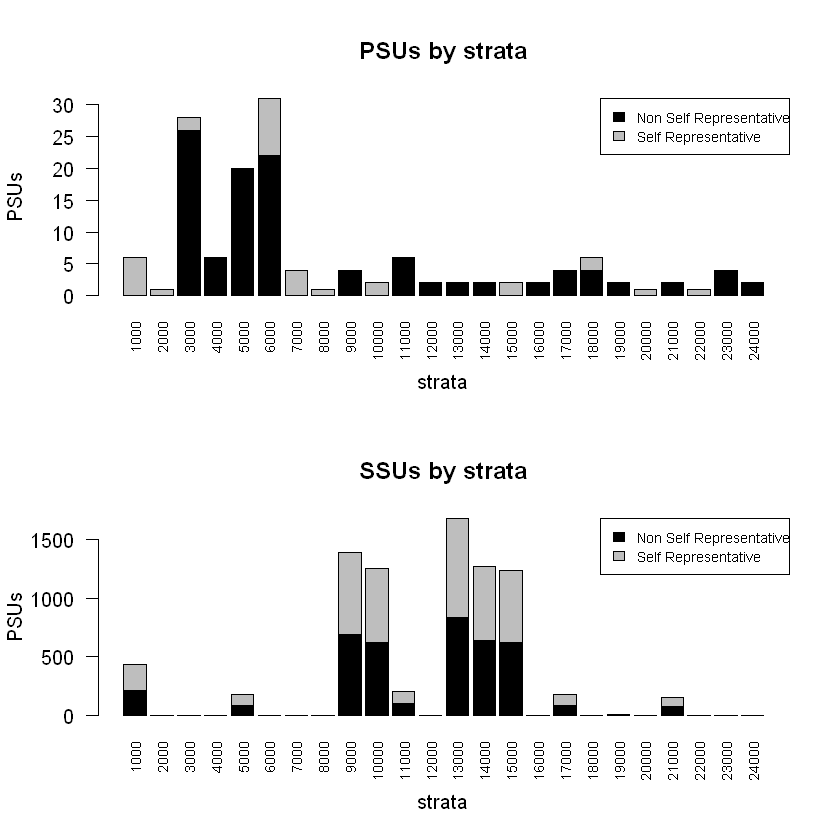 PSUs by strata
Non Self Representative
Self Representative
PSUs
30
25
20
15
10
5
0
1000 2000 3000 4000 5000 6000 7000 8000 9000 10000 11000 12000 13000 14000 15000 16000 17000 18000 19000 20000 21000 22000 23000 24000
strata
SSUs by strata
Non Self Representative
Self Representative
PSUs
1500
1000
500
0
1000 2000 3000 4000 5000 6000 7000 8000 9000 10000 11000 12000 13000 14000 15000 16000 17000 18000 19000 20000 21000 22000 23000 24000
strata